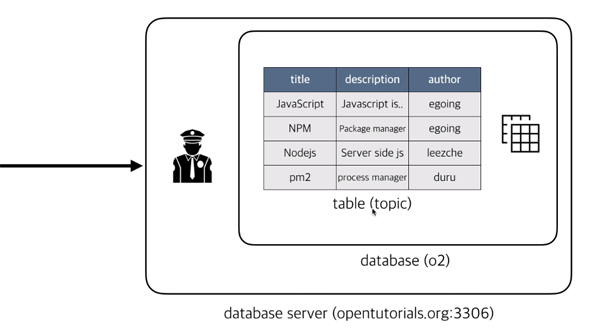 title description author
JavaScript Javascript is.. egoing
NPM Package manager egoing
Nodejs Server side js leezche
pm2 process manager duru
table (topic)
database (o2)
database server (opentutorials.org:3306)